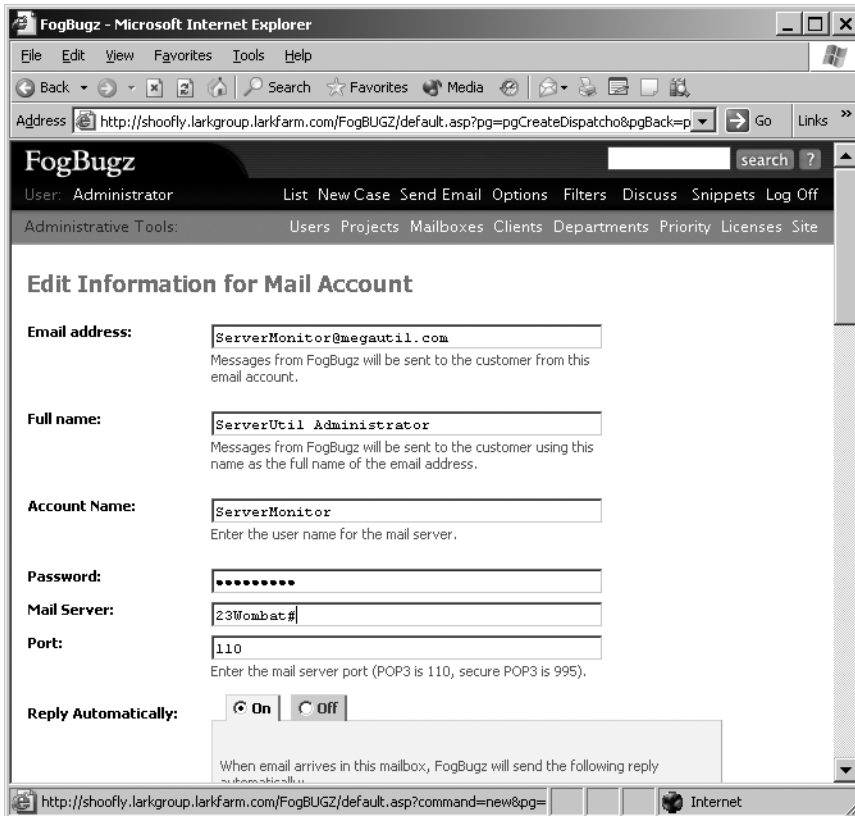 FogBugz - Microsoft Internet Explorer
File Edit View Favorites Tools Help
Back Search Favorites Media
Address http://shoofly.larkgroup.larkfarm.com/FogBUGZ/default.asp?pg=pgCreateDispatcho&pgBack=p Go Links »
FogBugz search ?
User: Administrator List New Case Send Email Options Filters Discuss Snippets Log Off
Administrative Tools: Users Projects Mailboxes Clients Departments Priority Licenses Site
Edit Information for Mail Account
Email address: ServerMonitor@megautil.com
Messages from FogBugz will be sent to the customer from this
email account.
Full name: ServerUtil Administrator
Messages from FogBugz will be sent to the customer using this
name as the full name of the email address.
Account Name: ServerMonitor
Enter the user name for the mail server.
Password: •••••••••
Mail Server: 23Wombat#
Port: 110
Enter the mail server port (POP3 is 110, secure POP3 is 995).
Reply Automatically: On Off
When email arrives in this mailbox, FogBugz will send the following reply
automatically:
http://shoofly.larkgroup.larkfarm.com/FogBUGZ/default.asp?command=new&pg= Internet